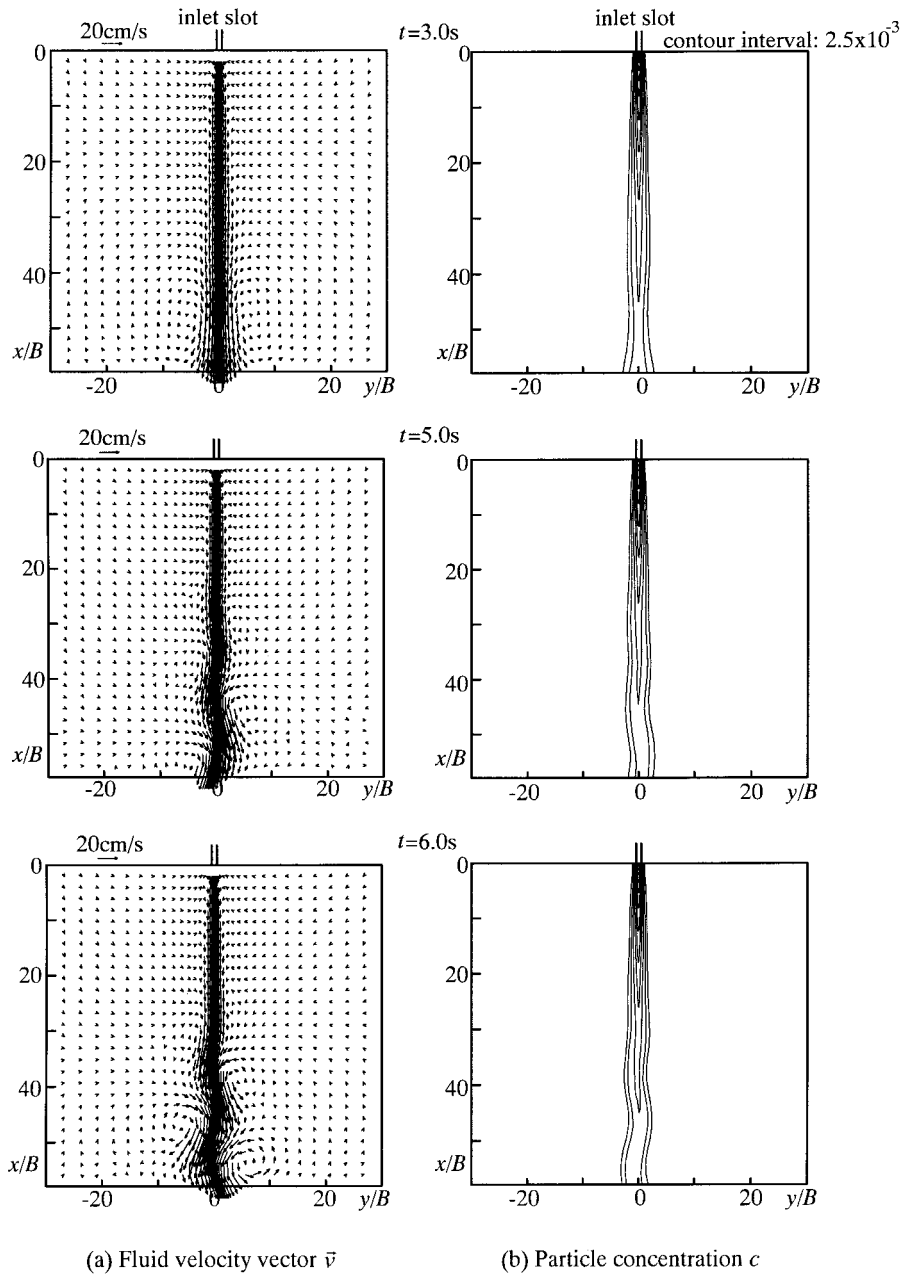 inlet slot
inlet slot
20cm/s
t=3.0s
contour interval: 2.5x10⁻³
0
20
40
x/B
-20
0
20
y/B
0
20
40
x/B
-20
0
20
y/B
20cm/s
t=5.0s
0
20
40
x/B
-20
0
20
y/B
0
20
40
x/B
-20
0
20
y/B
20cm/s
t=6.0s
0
20
40
x/B
-20
0
20
y/B
0
20
40
x/B
-20
0
20
y/B
(a) Fluid velocity vector v⃗
(b) Particle concentration c